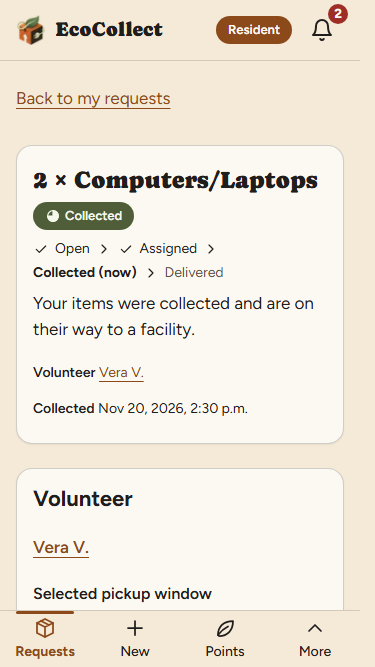 EcoCollect
Resident
2
Back to my requests
2 × Computers/Laptops
Collected
Open
Assigned
Collected (now)
Delivered
Your items were collected and are on
their way to a facility.
Volunteer Vera V.
Collected Nov 20, 2026, 2:30 p.m.
Volunteer
Vera V.
Selected pickup window
Requests
New
Points
More